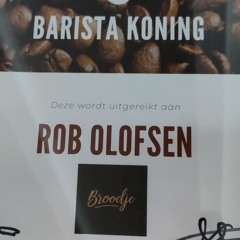 BARISTA KONING
Deze wordt uitgereikt aan
ROB OLOFSEN
Broodje